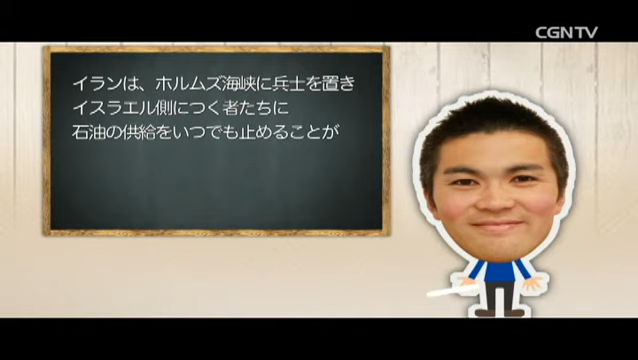 CGNTV
イランは、ホルムズ海峡に兵士を置き
イスラエル側につく者たちに
石油の供給をいつでも止めることが